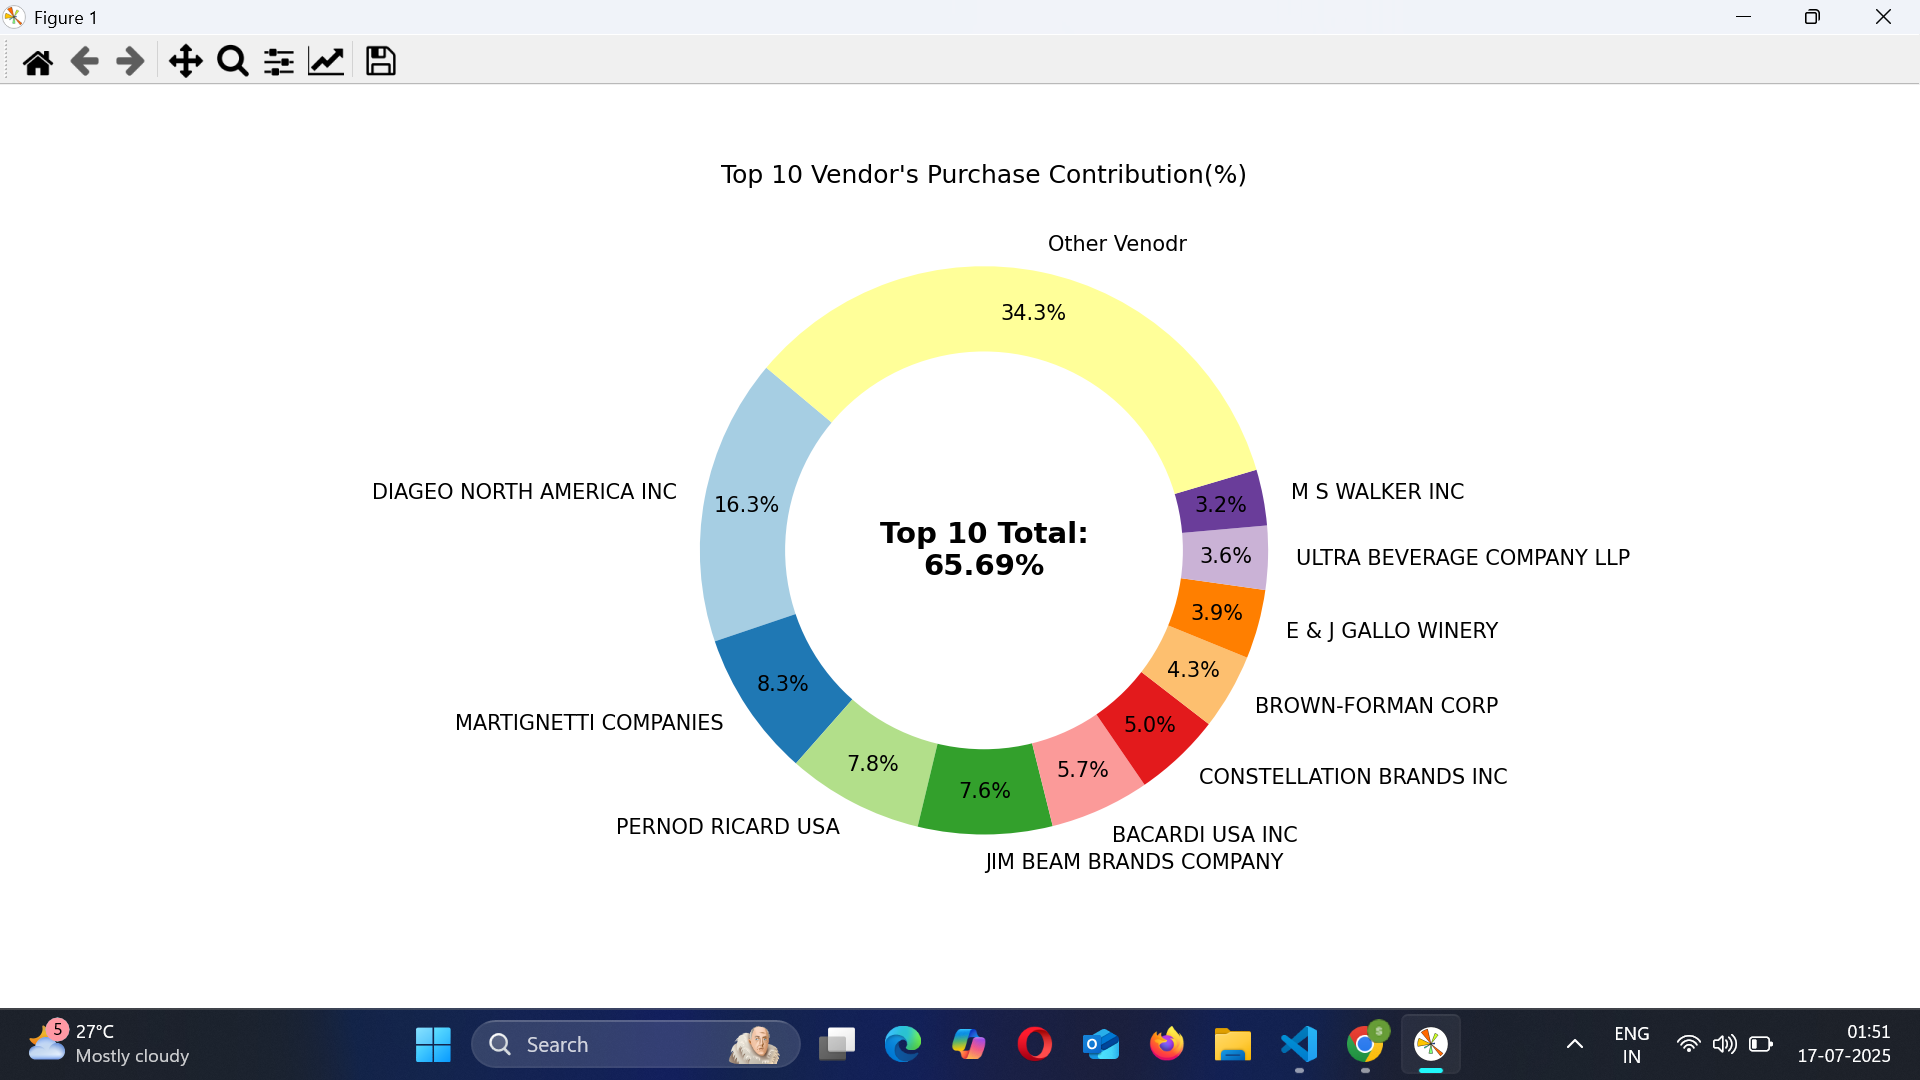 Figure 1
Top 10 Vendor's Purchase Contribution(%)
Other Venodr
34.3%
DIAGEO NORTH AMERICA INC
16.3%
M S WALKER INC
3.2%
Top 10 Total:
65.69%
ULTRA BEVERAGE COMPANY LLP
3.6%
E & J GALLO WINERY
3.9%
BROWN-FORMAN CORP
4.3%
MARTIGNETTI COMPANIES
8.3%
CONSTELLATION BRANDS INC
5.0%
PERNOD RICARD USA
7.8%
7.6%
5.7%
BACARDI USA INC
JIM BEAM BRANDS COMPANY
5
27°C
Mostly cloudy
Search
S
ENG
IN
01:51
17-07-2025